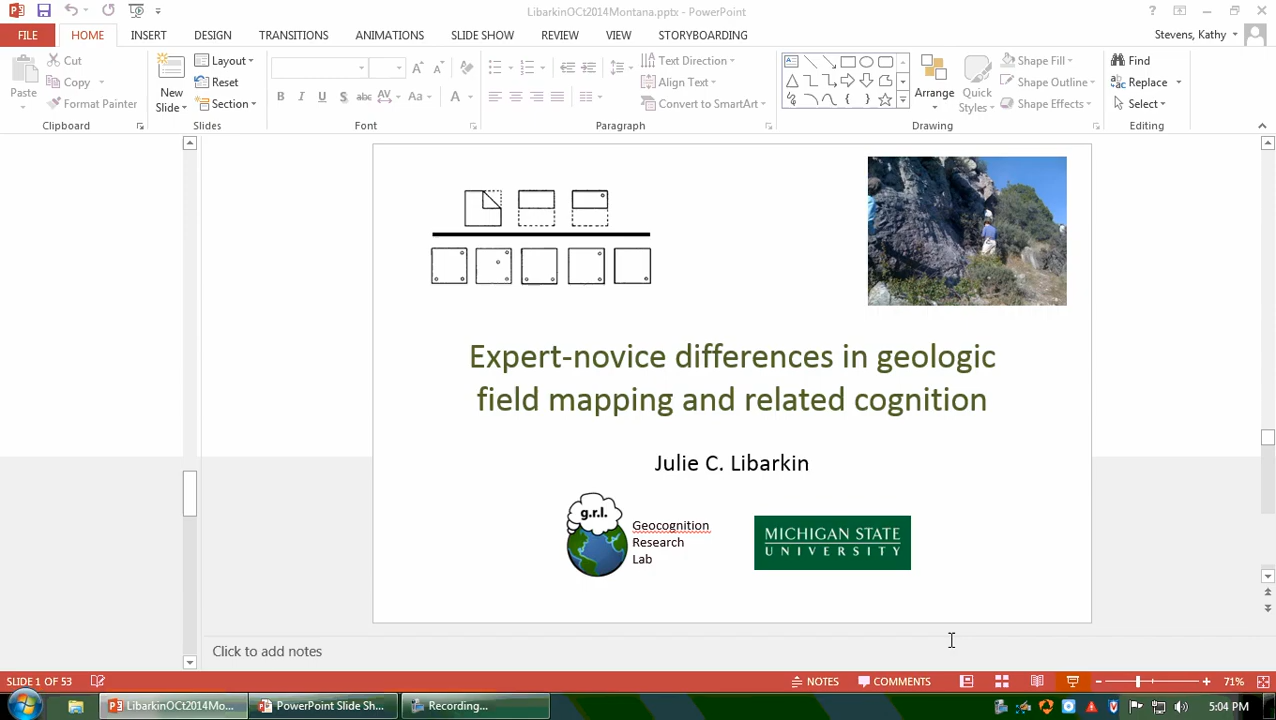 LibarkinOCt2014Montana.pptx - PowerPoint
FILE HOME INSERT DESIGN TRANSITIONS ANIMATIONS SLIDE SHOW REVIEW VIEW STORYBOARDING Stevens, Kathy
Cut Layout Text Direction Shape Fill Find
Copy Reset Align Text Shape Outline Replace
Paste Format Painter New Slide Section Convert to SmartArt Arrange Quick Styles Shape Effects Select
B I U S abc AV Aa A
Clipboard Slides Font Paragraph Drawing Editing
Expert-novice differences in geologic
field mapping and related cognition
Julie C. Libarkin
g.r.l.
Geocognition
Research
Lab
MICHIGAN STATE
UNIVERSITY
Click to add notes
SLIDE 1 OF 53 NOTES COMMENTS 71%
LibarkinOCt2014Mo... PowerPoint Slide Sh... Recording... 5:04 PM